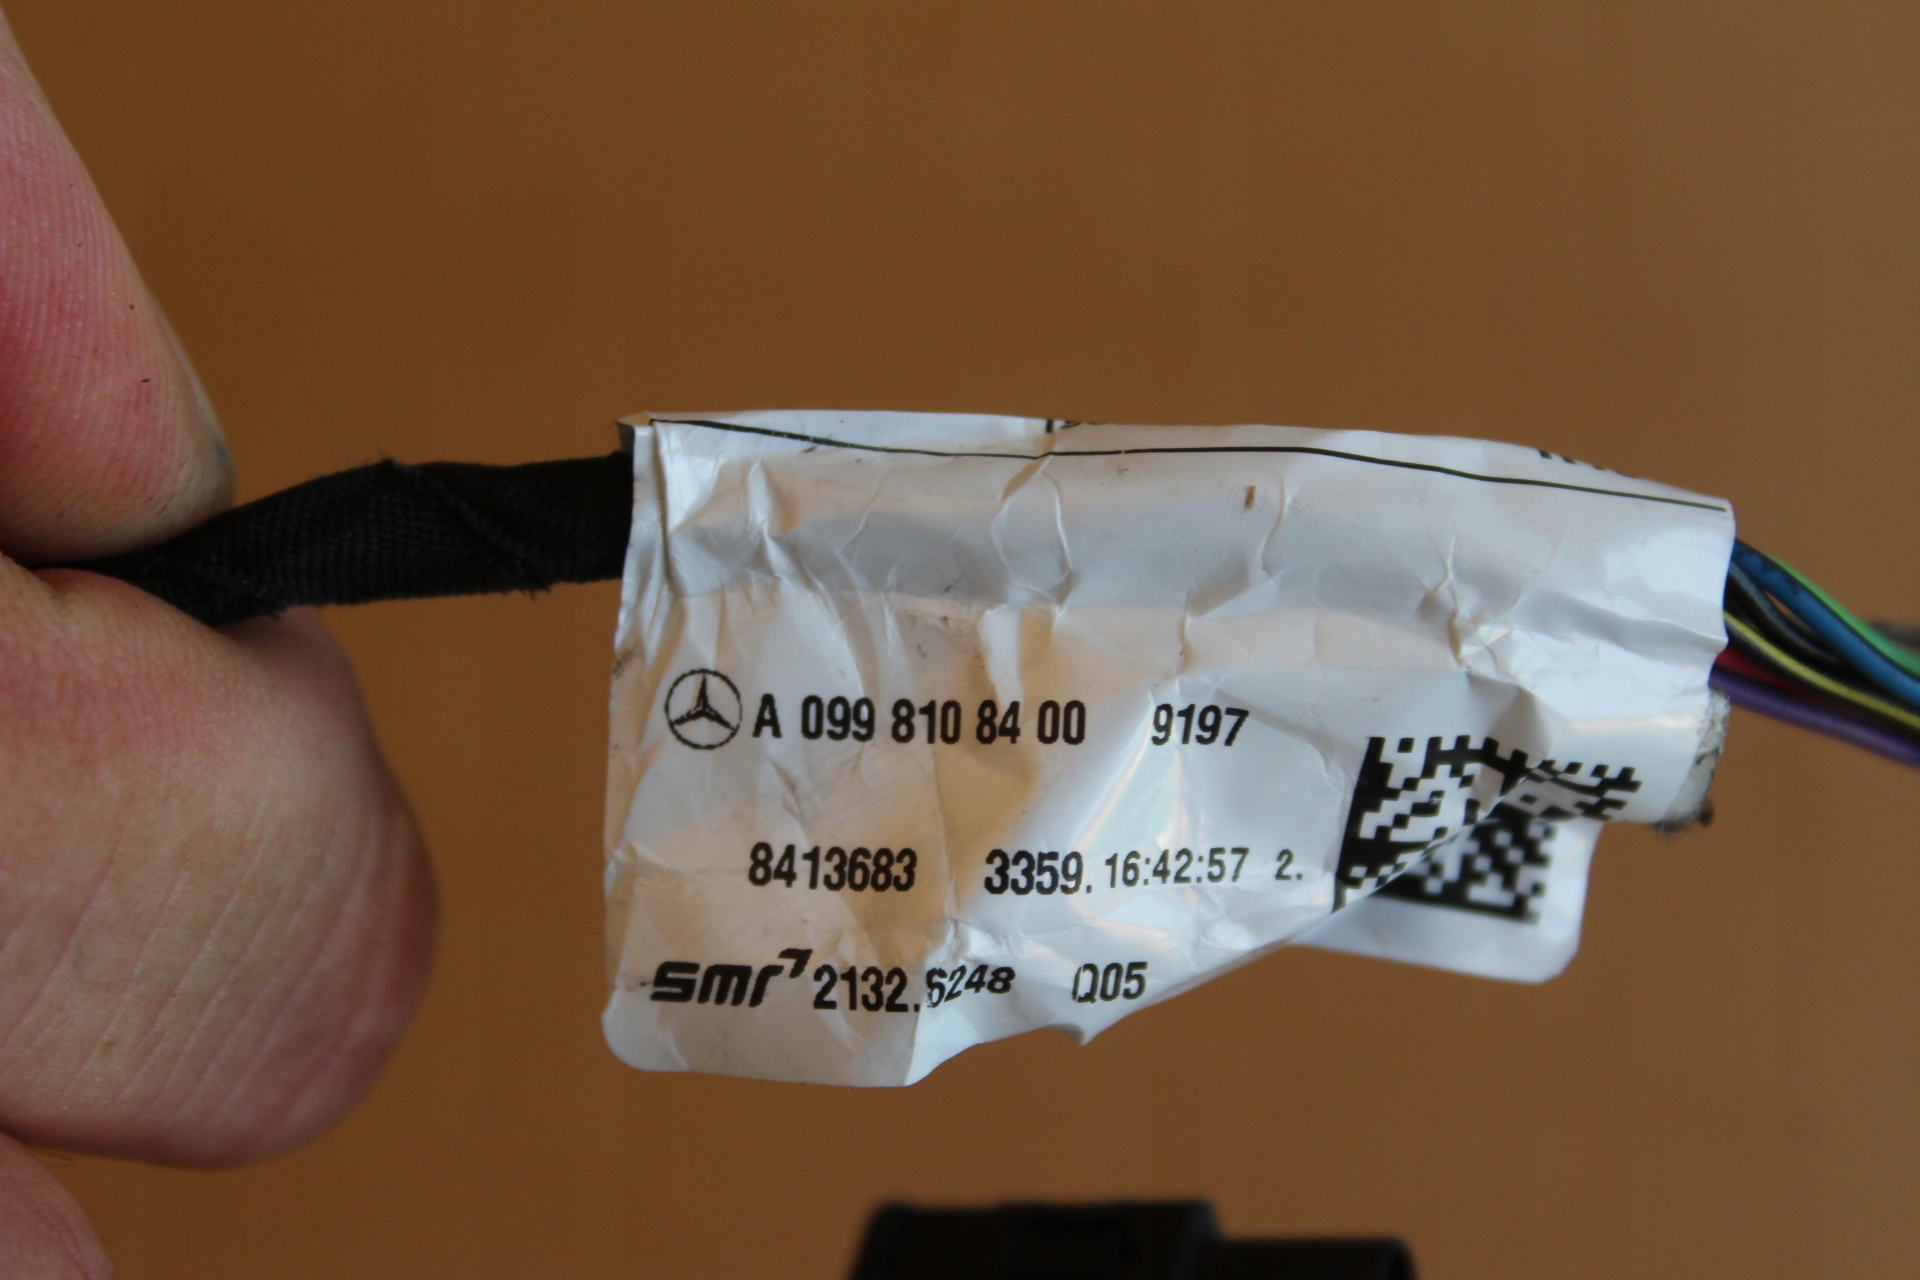 A 099 810 84 00 9197
8413683 3359. 16:42:57 2.
smr 2132.6248 Q05